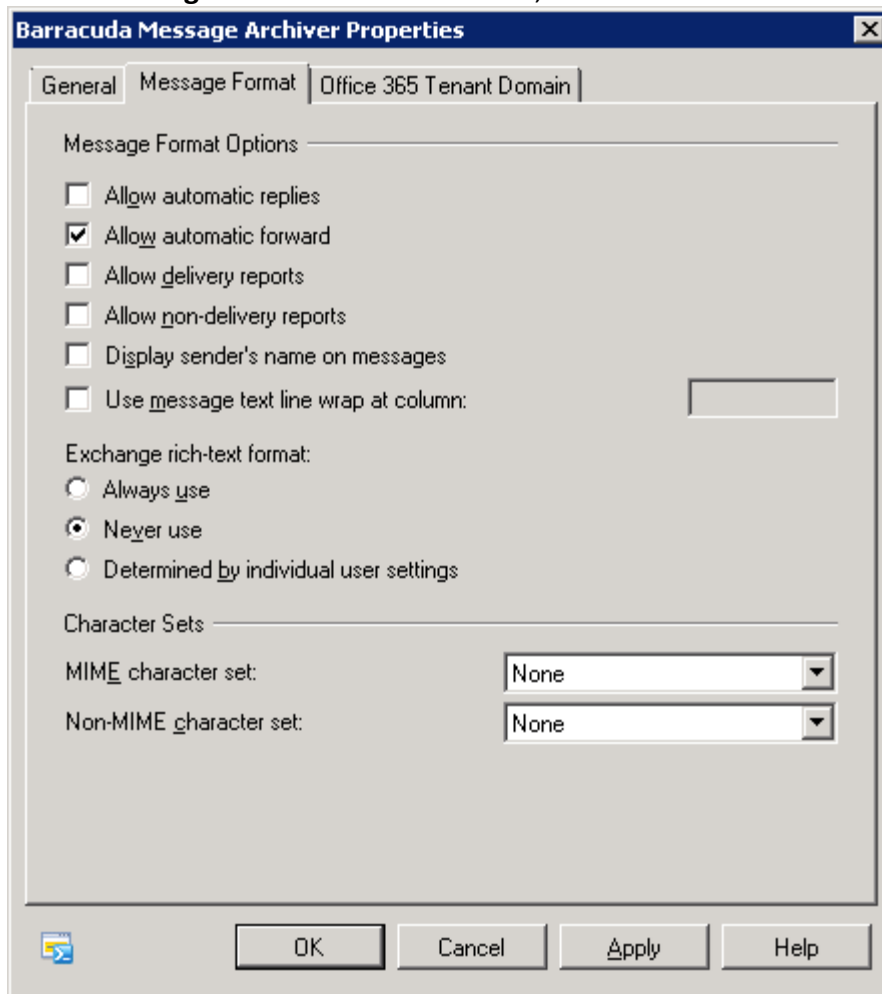 Barracuda Message Archiver Properties
General Message Format Office 365 Tenant Domain
Message Format Options
Allow automatic replies
Allow automatic forward
Allow delivery reports
Allow non-delivery reports
Display sender's name on messages
Use message text line wrap at column:
Exchange rich-text format:
Always use
Never use
Determined by individual user settings
Character Sets
MIME character set: None
Non-MIME character set: None
OK Cancel Apply Help